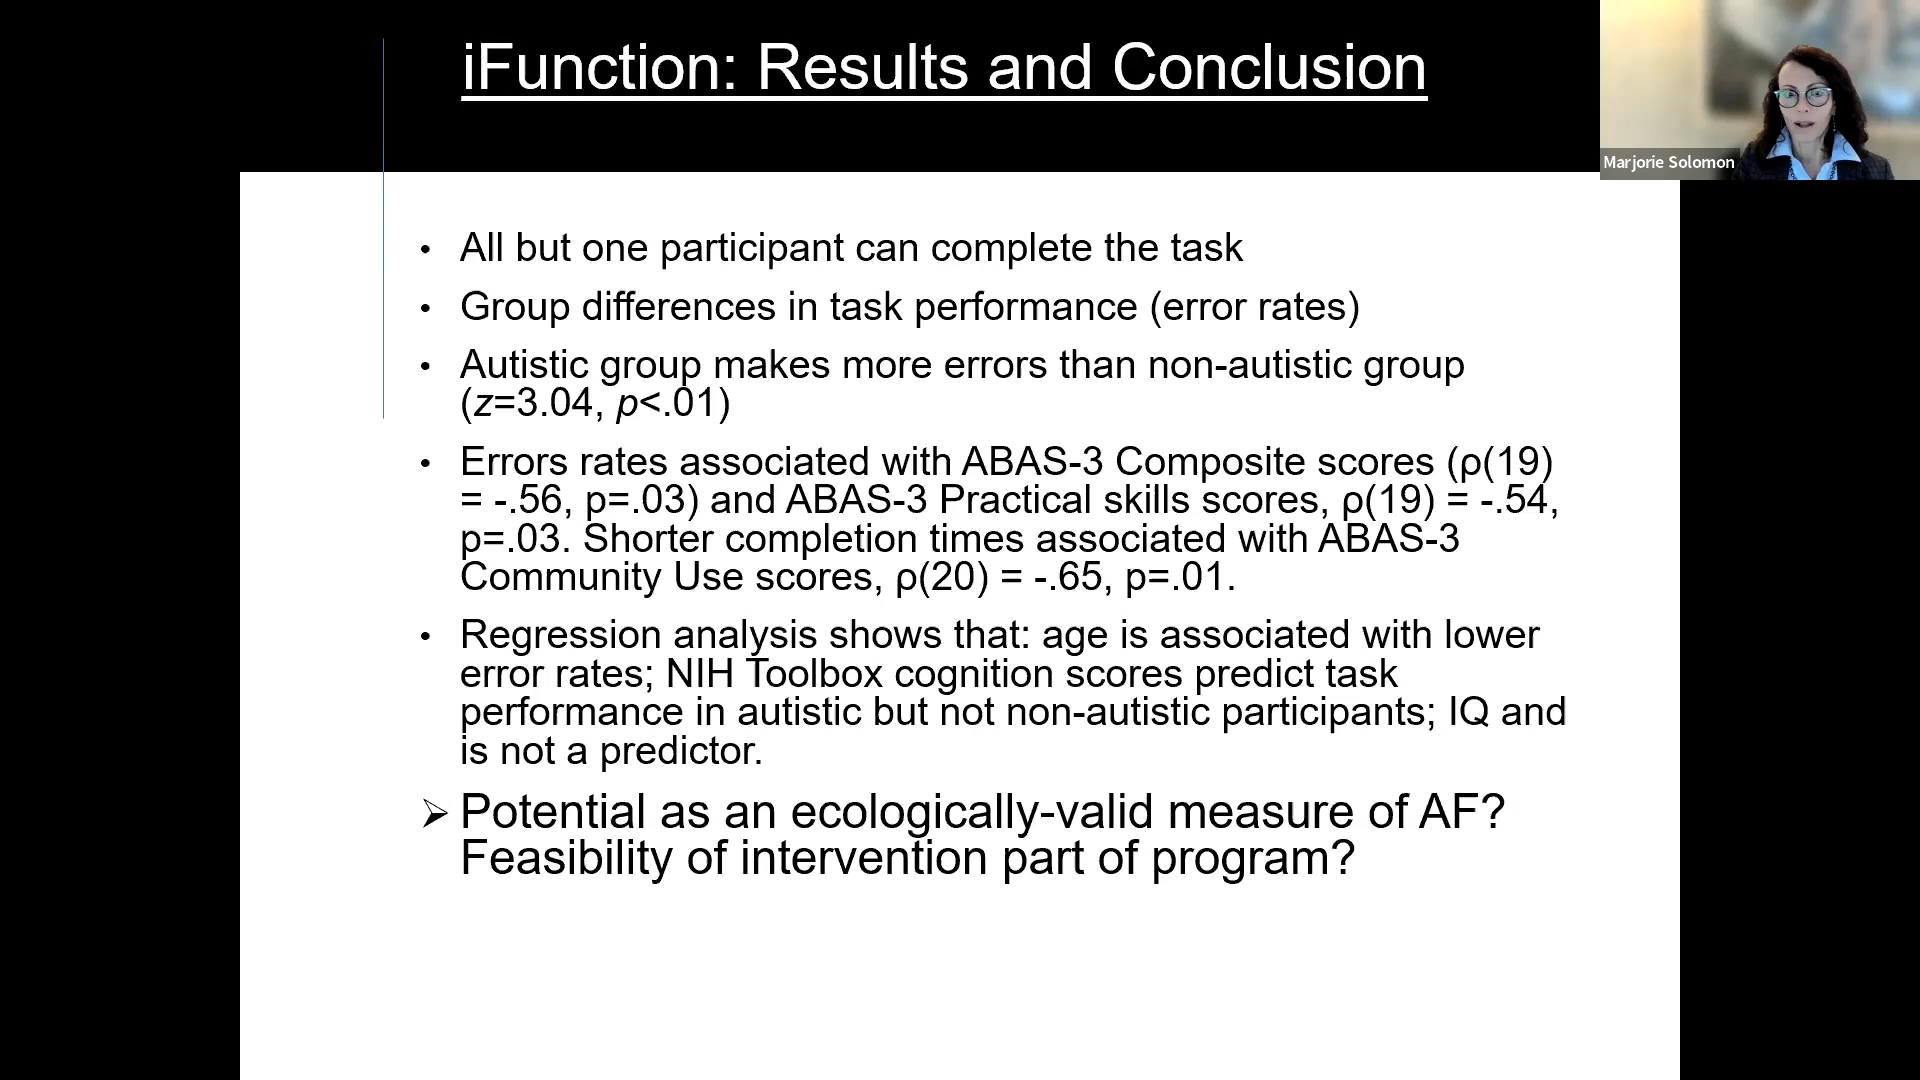 iFunction: Results and Conclusion
Marjorie Solomon
• All but one participant can complete the task
• Group differences in task performance (error rates)
• Autistic group makes more errors than non-autistic group
(z=3.04, p<.01)
• Errors rates associated with ABAS-3 Composite scores (ρ(19)
= -.56, p=.03) and ABAS-3 Practical skills scores, ρ(19) = -.54,
p=.03. Shorter completion times associated with ABAS-3
Community Use scores, ρ(20) = -.65, p=.01.
• Regression analysis shows that: age is associated with lower
error rates; NIH Toolbox cognition scores predict task
performance in autistic but not non-autistic participants; IQ and
is not a predictor.
➢ Potential as an ecologically-valid measure of AF?
Feasibility of intervention part of program?